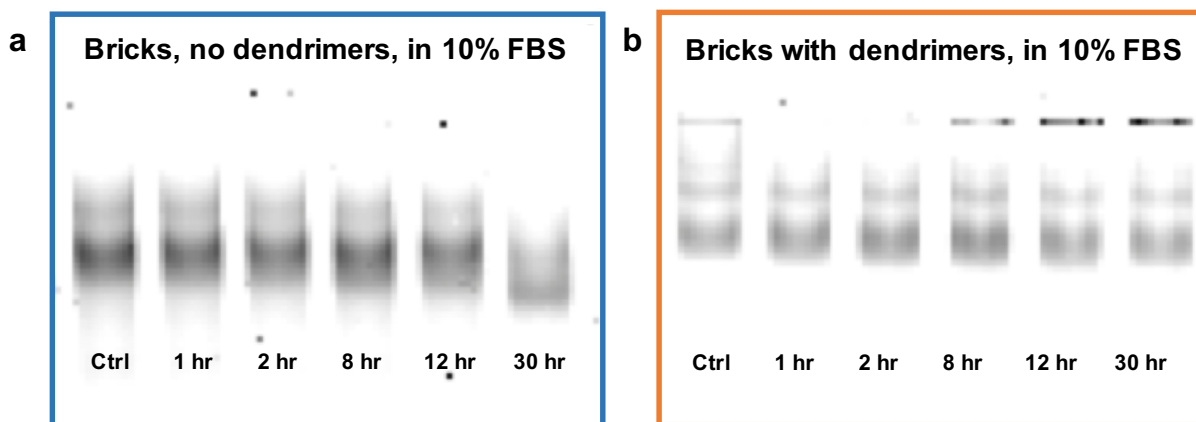 a
Bricks, no dendrimers, in 10% FBS
Ctrl 1 hr 2 hr 8 hr 12 hr 30 hr
b
Bricks with dendrimers, in 10% FBS
Ctrl 1 hr 2 hr 8 hr 12 hr 30 hr